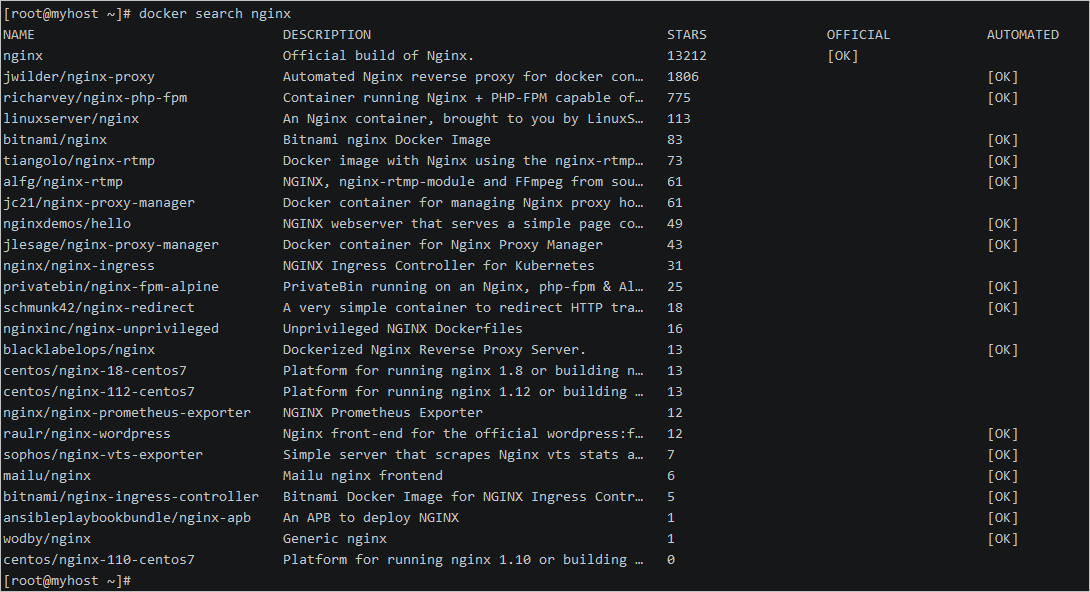 [root@myhost ~]# docker search nginx
NAME DESCRIPTION STARS OFFICIAL AUTOMATED
nginx Official build of Nginx. 13212 [OK]
jwilder/nginx-proxy Automated Nginx reverse proxy for docker con… 1806 [OK]
richarvey/nginx-php-fpm Container running Nginx + PHP-FPM capable of… 775 [OK]
linuxserver/nginx An Nginx container, brought to you by LinuxS… 113
bitnami/nginx Bitnami nginx Docker Image 83 [OK]
tiangolo/nginx-rtmp Docker image with Nginx using the nginx-rtmp… 73 [OK]
alfg/nginx-rtmp NGINX, nginx-rtmp-module and FFmpeg from sou… 61 [OK]
jc21/nginx-proxy-manager Docker container for managing Nginx proxy ho… 61
nginxdemos/hello NGINX webserver that serves a simple page co… 49 [OK]
jlesage/nginx-proxy-manager Docker container for Nginx Proxy Manager 43 [OK]
nginx/nginx-ingress NGINX Ingress Controller for Kubernetes 31
privatebin/nginx-fpm-alpine PrivateBin running on an Nginx, php-fpm & Al… 25 [OK]
schmunk42/nginx-redirect A very simple container to redirect HTTP tra… 18 [OK]
nginxinc/nginx-unprivileged Unprivileged NGINX Dockerfiles 16
blacklabelops/nginx Dockerized Nginx Reverse Proxy Server. 13 [OK]
centos/nginx-18-centos7 Platform for running nginx 1.8 or building n… 13
centos/nginx-112-centos7 Platform for running nginx 1.12 or building … 13
nginx/nginx-prometheus-exporter NGINX Prometheus Exporter 12
raulr/nginx-wordpress Nginx front-end for the official wordpress:f… 12 [OK]
sophos/nginx-vts-exporter Simple server that scrapes Nginx vts stats a… 7 [OK]
mailu/nginx Mailu nginx frontend 6 [OK]
bitnami/nginx-ingress-controller Bitnami Docker Image for NGINX Ingress Contr… 5 [OK]
ansibleplaybookbundle/nginx-apb An APB to deploy NGINX 1 [OK]
wodby/nginx Generic nginx 1 [OK]
centos/nginx-110-centos7 Platform for running nginx 1.10 or building … 0
[root@myhost ~]#